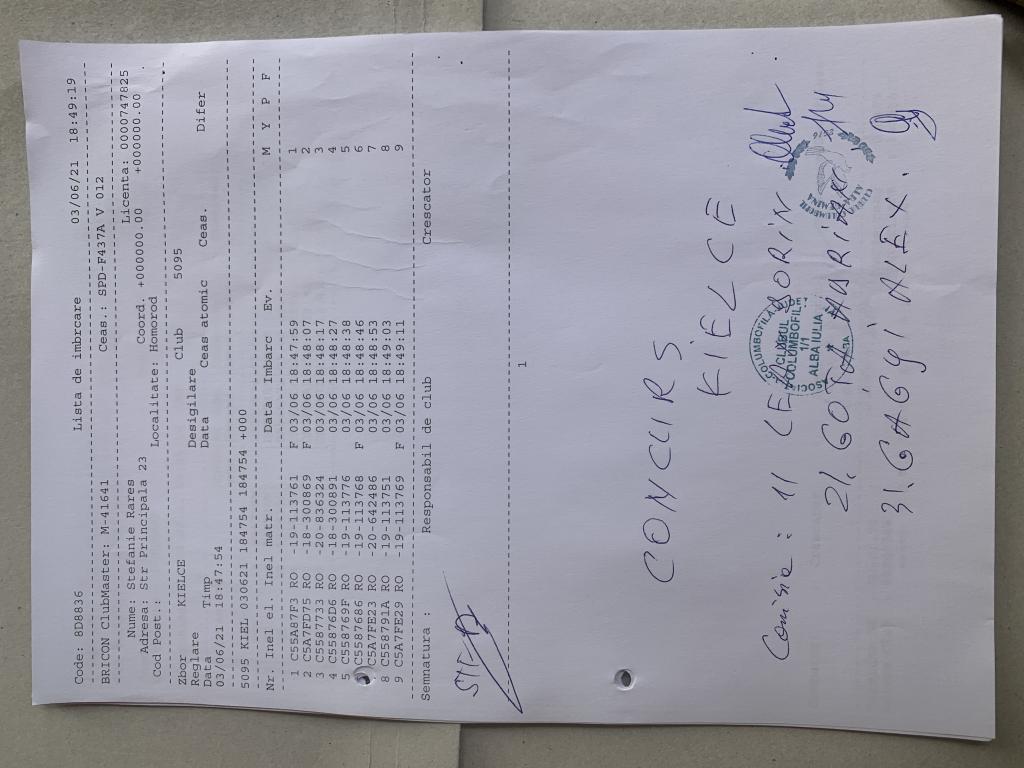 Code: 8D8836 Lista de imbrcare 03/06/21 18:49:19
BRICON ClubMaster: M-41641 Ceas.: SPD-F437A V 012
Nume: Stefanie Rares Licenta: 0000747825
Adresa: Str Principala 23 Coord. +000000.00 +000000.00
Cod Post.: Localitate: Homorod
Zbor KIELCE Club 5095
Reglare Desigilare
Data Timp Data Ceas atomic Ceas. Difer
03/06/21 18:47:54
5095 KIEL 030621 184754 184754 +000
Nr. Inel el. Inel matr. Data Imbarc Ev. M Y P F
1 C55A87F3 RO -19-113761 F 03/06 18:47:59 1
2 C5A7FD75 RO -18-300869 F 03/06 18:48:07 2
3 C5587733 RO -20-836324 03/06 18:48:17 3
4 C55876D6 RO -18-300891 03/06 18:48:27 4
5 C558769F RO -19-113776 03/06 18:48:38 5
6 C5587686 RO -19-113768 F 03/06 18:48:46 6
7 C5A7FE23 RO -20-642486 03/06 18:48:53 7
8 C558791A RO -19-113751 03/06 18:49:03 8
9 C5A7FE29 RO -19-113759 F 03/06 18:49:11 9
Semnatura : Responsabil de club Crescator
1
CONCURS
KIELCE
Comisia: 1/
2/. GOTA
3/. GÁGYI ALEX.
CLUBUL
COLUMBOFILE
1/1
ALBA IULIA